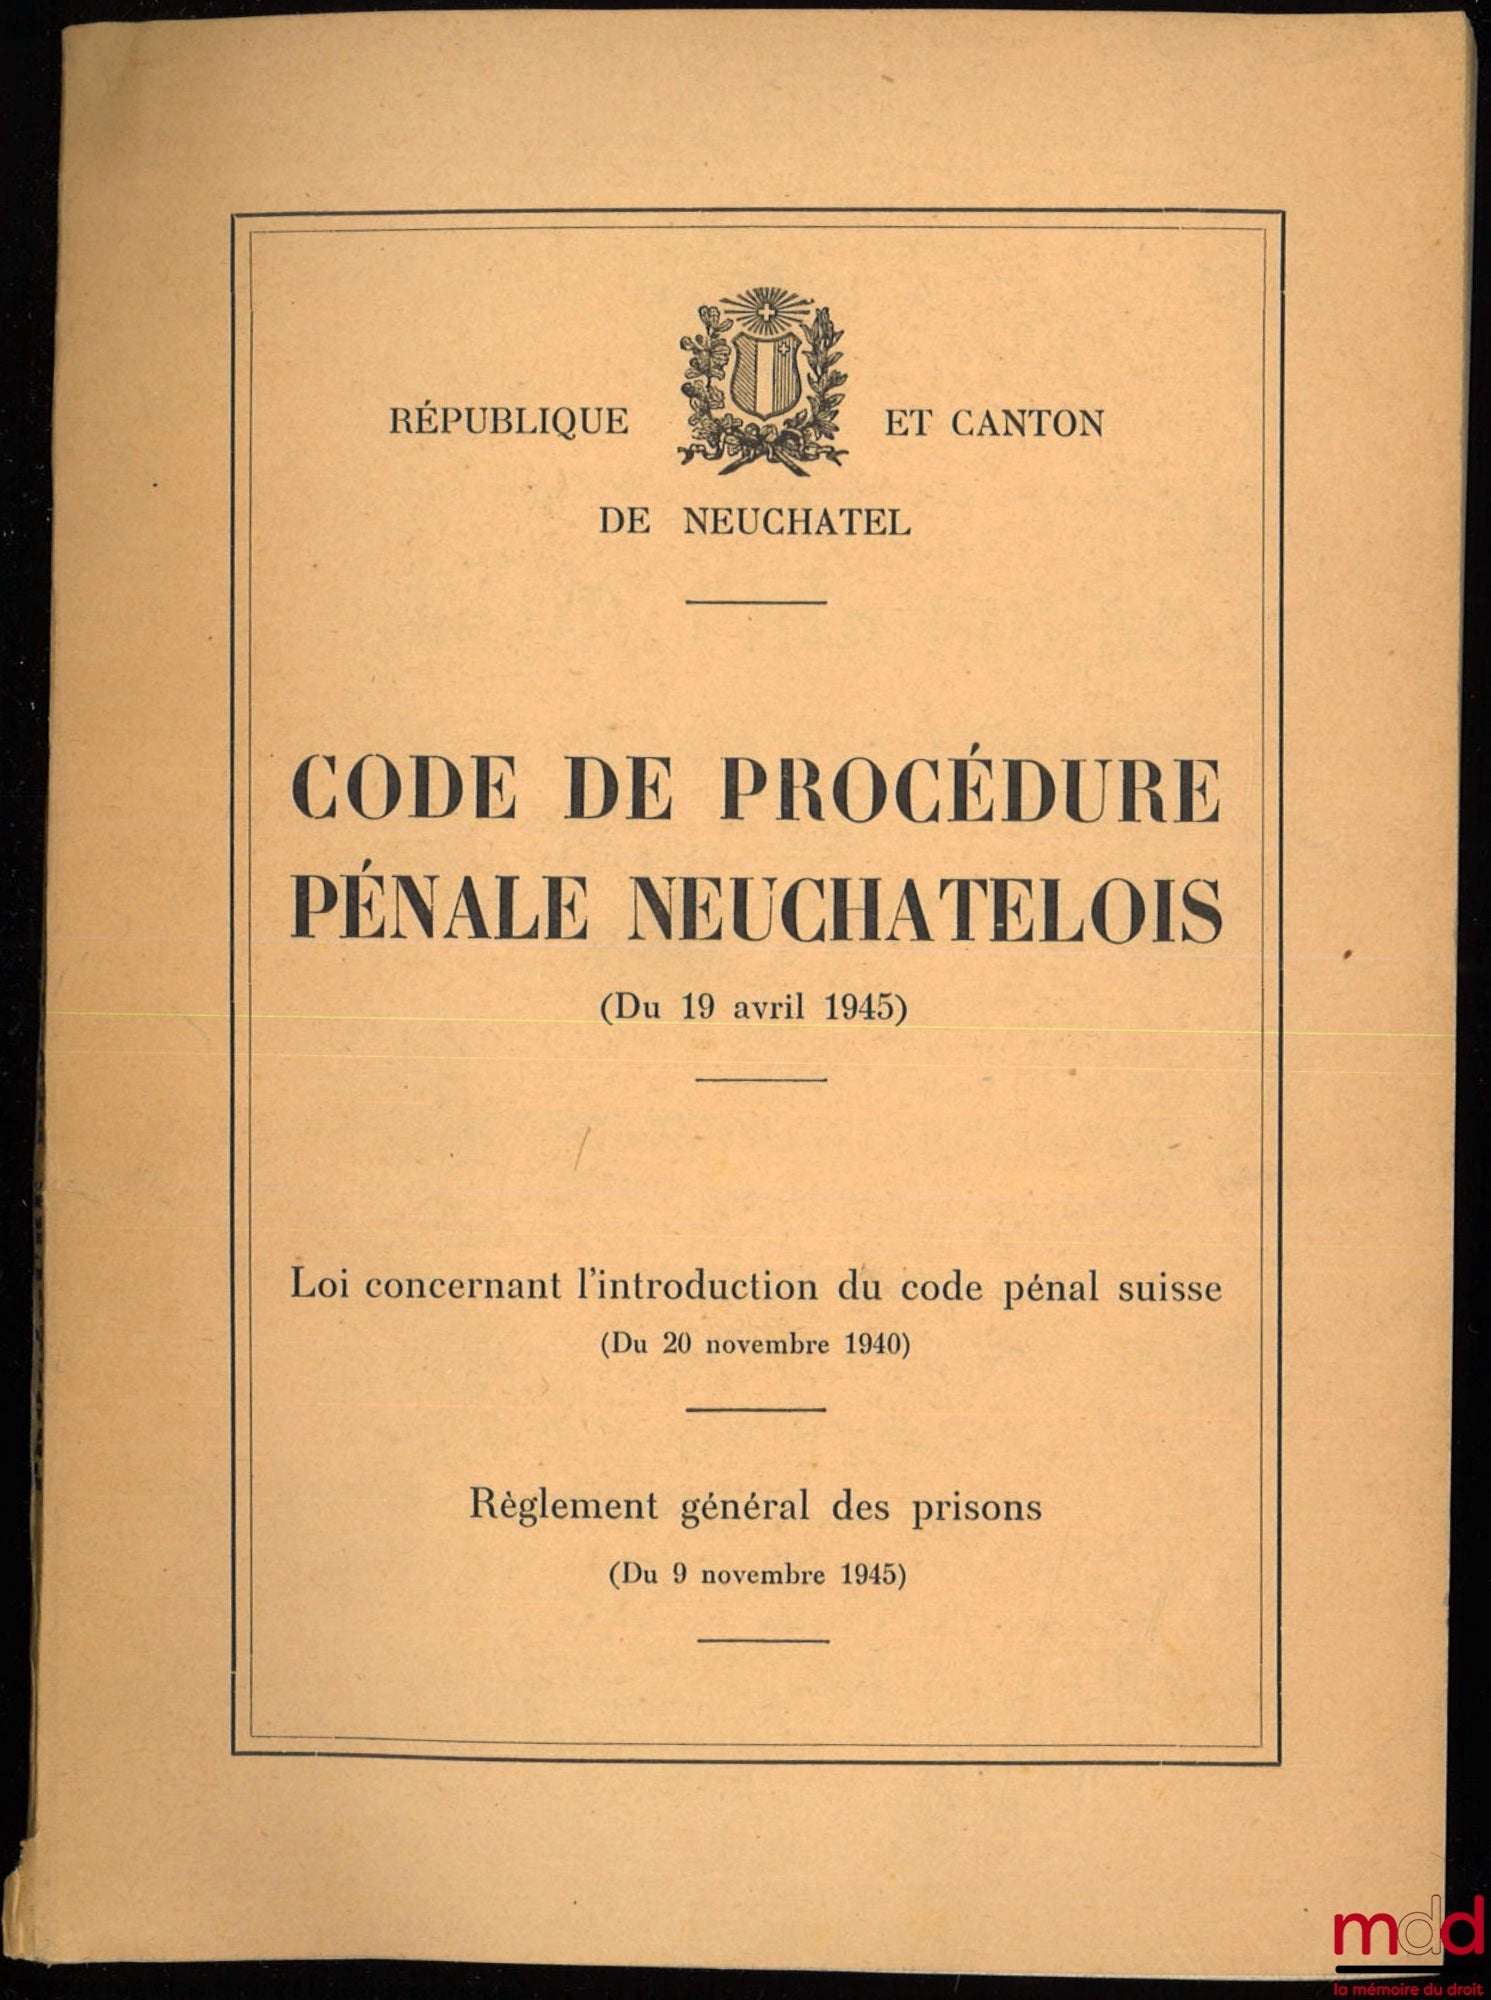 RÉPUBLIQUE ET CANTON
DE NEUCHATEL
CODE DE PROCÉDURE
PÉNALE NEUCHATELOIS
(Du 19 avril 1945)
Loi concernant l'introduction du code pénal suisse
(Du 20 novembre 1940)
Règlement général des prisons
(Du 9 novembre 1945)
mdd
la mémoire du droit